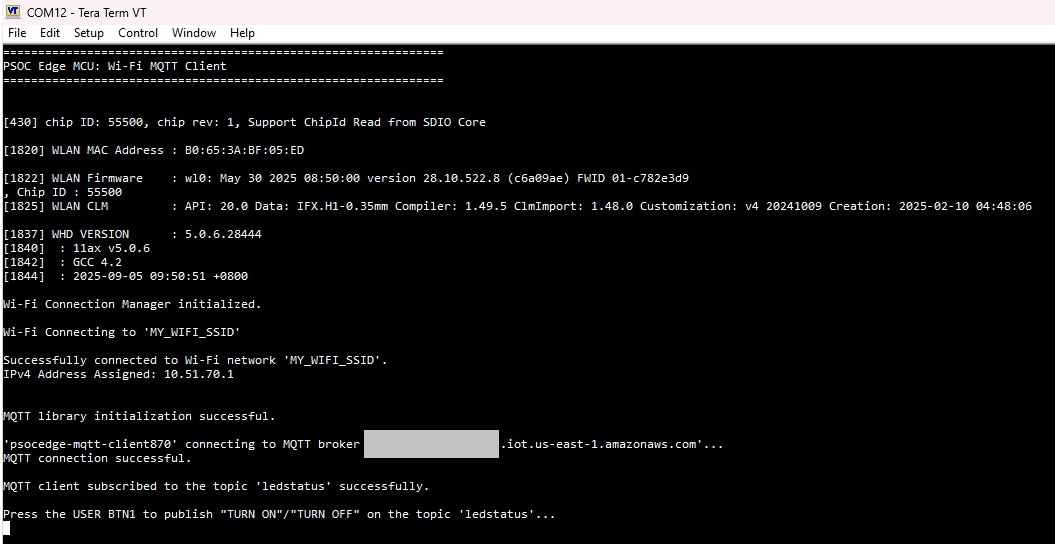 COM12 - Tera Term VT
File Edit Setup Control Window Help
===============================================================
PSOC Edge MCU: Wi-Fi MQTT Client
===============================================================
[430] chip ID: 55500, chip rev: 1, Support ChipId Read from SDIO Core
[1820] WLAN MAC Address : B0:65:3A:BF:05:ED
[1822] WLAN Firmware    : wl0: May 30 2025 08:50:00 version 28.10.522.8 (c6a09ae) FWID 01-c782e3d9
, Chip ID : 55500
[1825] WLAN CLM         : API: 20.0 Data: IFX.H1-0.35mm Compiler: 1.49.5 ClmImport: 1.48.0 Customization: v4 20241009 Creation: 2025-02-10 04:48:06
[1837] WHD VERSION      : 5.0.6.28444
[1840]  : 11ax v5.0.6
[1842]  : GCC 4.2
[1844]  : 2025-09-05 09:50:51 +0800
Wi-Fi Connection Manager initialized.
Wi-Fi Connecting to 'MY_WIFI_SSID'
Successfully connected to Wi-Fi network 'MY_WIFI_SSID'.
IPv4 Address Assigned: 10.51.70.1
MQTT library initialization successful.
'psocedge-mqtt-client870' connecting to MQTT broker .iot.us-east-1.amazonaws.com'...
MQTT connection successful.
MQTT client subscribed to the topic 'ledstatus' successfully.
Press the USER BTN1 to publish "TURN ON"/"TURN OFF" on the topic 'ledstatus'...